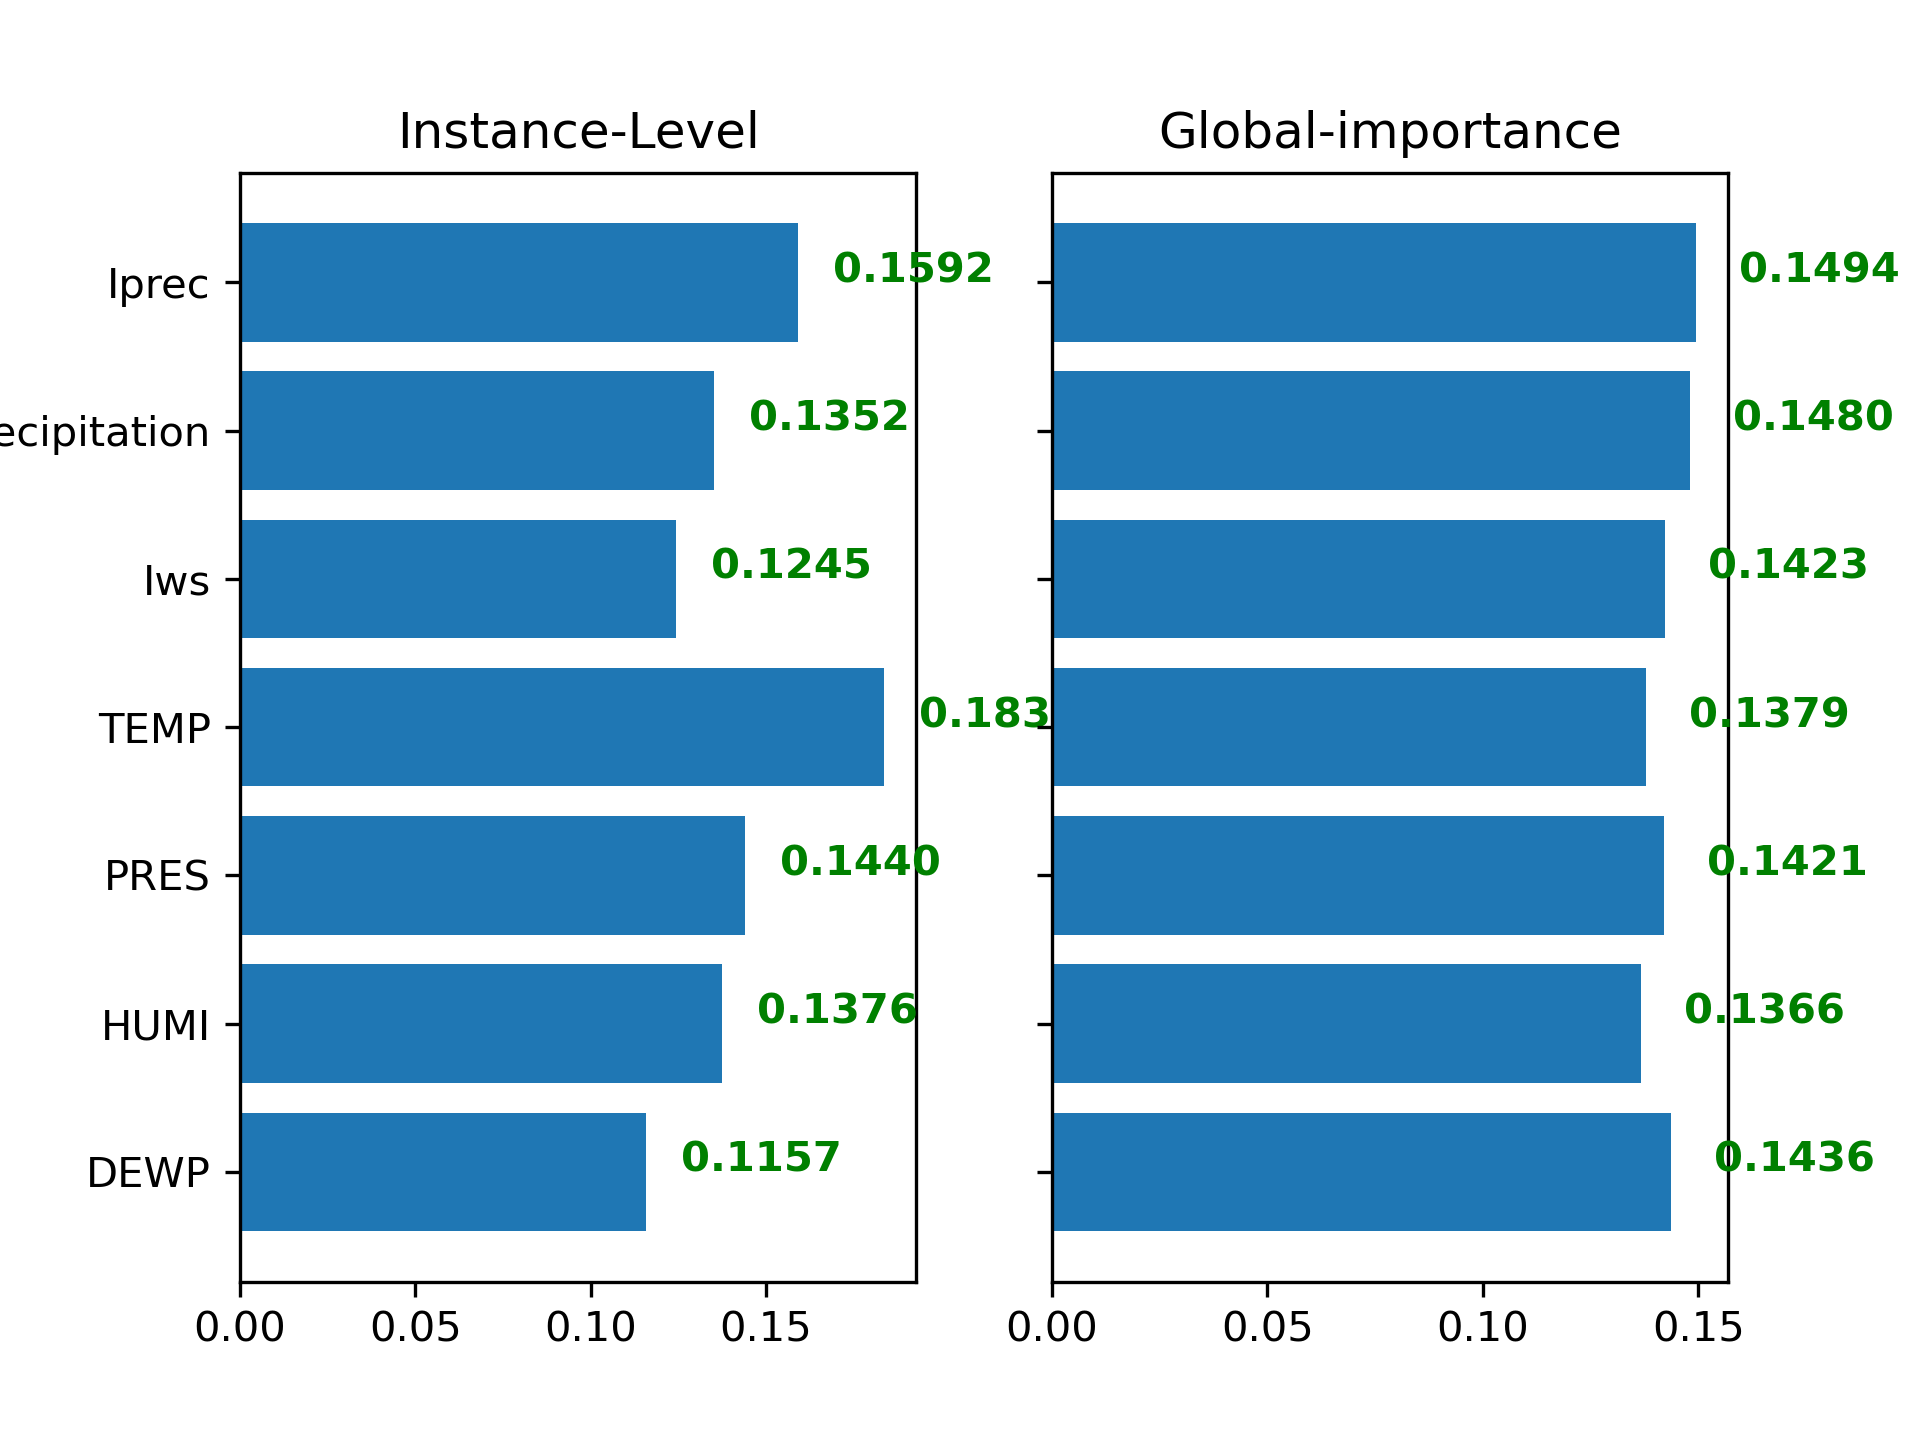 Instance-Level
Iprec
ecipitation
Iws
TEMP
PRES
HUMI
DEWP
0.1592
0.1352
0.1245
0.183
0.1440
0.1376
0.1157
0.00 0.05 0.10 0.15
Global-importance
0.1494
0.1480
0.1423
0.1379
0.1421
0.1366
0.1436
0.00 0.05 0.10 0.15